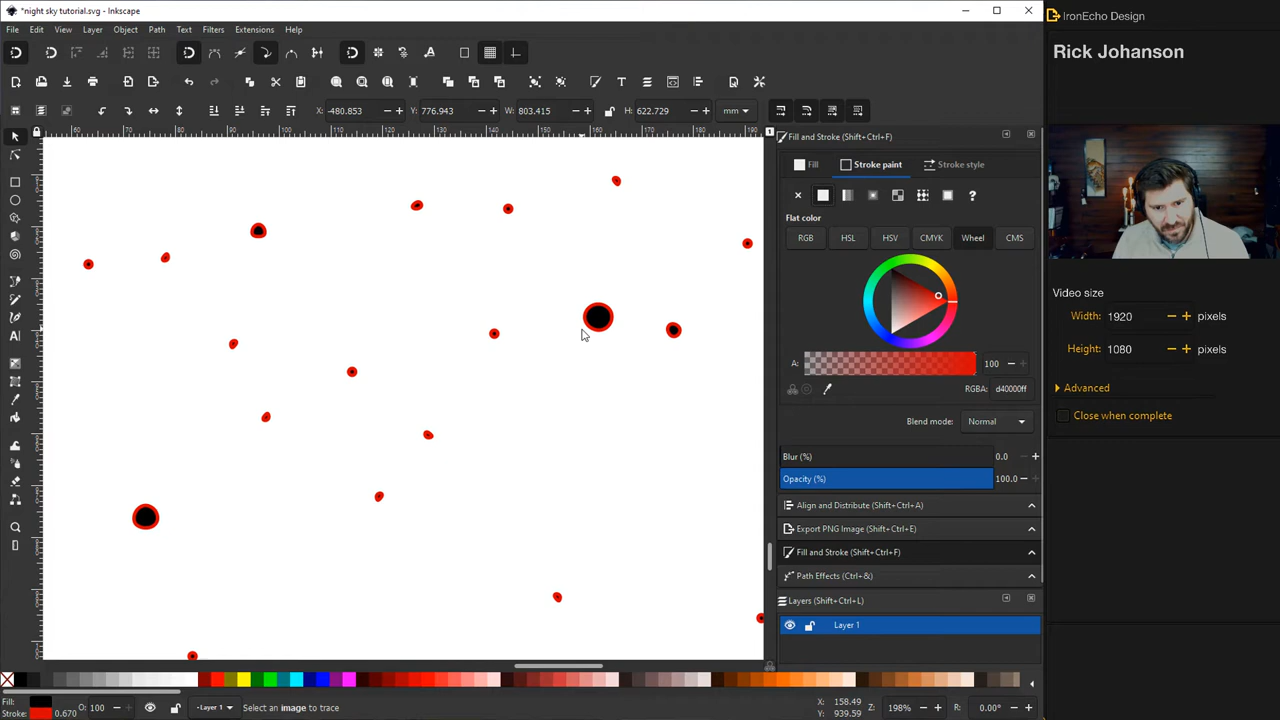 *night sky tutorial.svg - Inkscape
IronEcho Design
File Edit View Layer Object Path Text Filters Extensions Help
Rick Johanson
X: -480.853 Y: 776.943 W: 803.415 H: 622.729 mm
Fill and Stroke (Shift+Ctrl+F)
Fill Stroke paint Stroke style
Flat color
RGB HSL HSV CMYK Wheel CMS
Video size
Width: 1920 pixels
Height: 1080 pixels
A: 100
Advanced
RGBA: d40000ff
Close when complete
Blend mode: Normal
Blur (%) 0.0
Opacity (%) 100.0
Align and Distribute (Shift+Ctrl+A)
Export PNG Image (Shift+Ctrl+E)
Fill and Stroke (Shift+Ctrl+F)
Path Effects (Ctrl+&)
Layers (Shift+Ctrl+L)
Layer 1
Fill:
Stroke: 0.670
O: 100
Layer 1
Select an image to trace
X: 158.49
Y: 939.59
Z: 198%
R: 0.00°